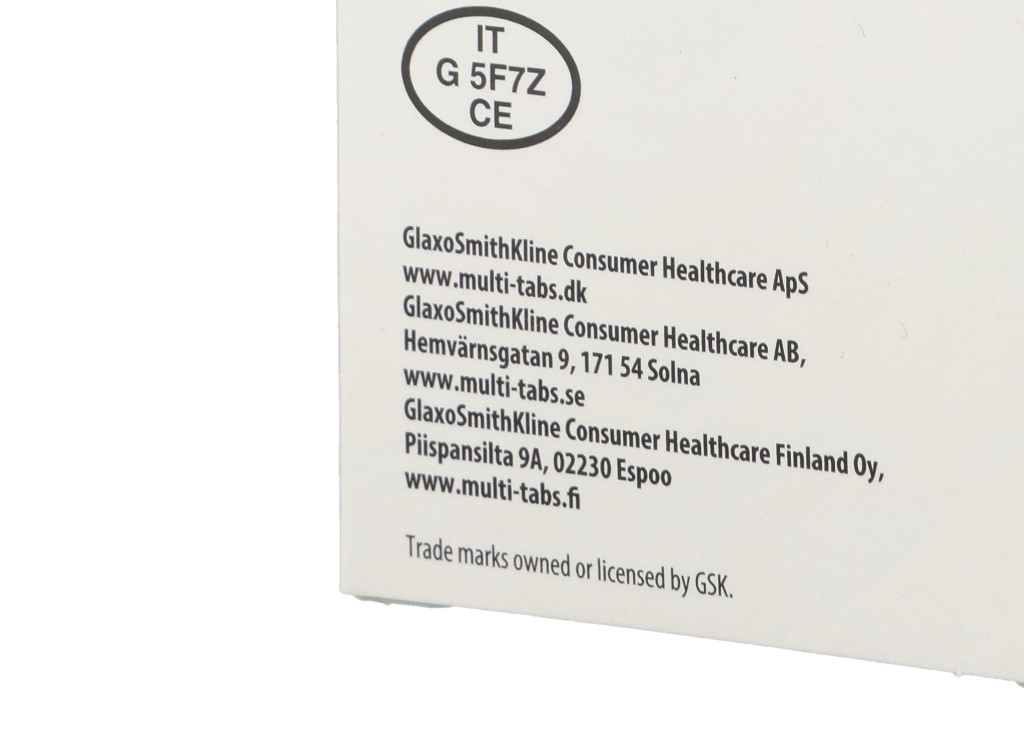 IT
G 5F7Z
CE
GlaxoSmithKline Consumer Healthcare ApS
www.multi-tabs.dk
GlaxoSmithKline Consumer Healthcare AB,
Hemvärnsgatan 9, 171 54 Solna
www.multi-tabs.se
GlaxoSmithKline Consumer Healthcare Finland Oy,
Piispansilta 9A, 02230 Espoo
www.multi-tabs.fi
Trade marks owned or licensed by GSK.